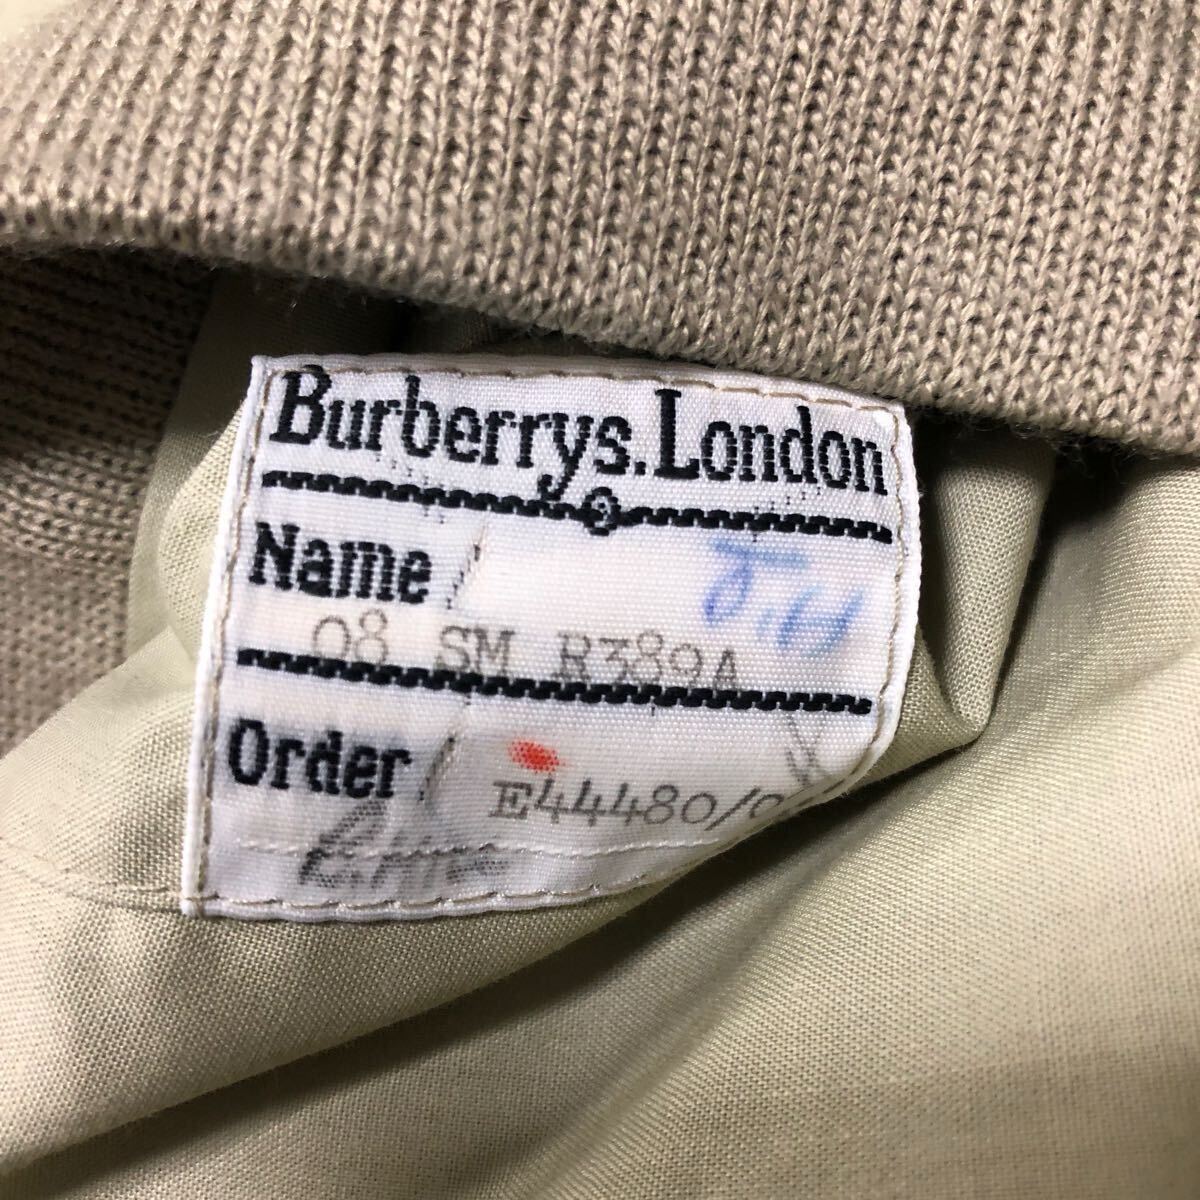 Burberrys. London
Name
08 SM R389A
Order
E44480/